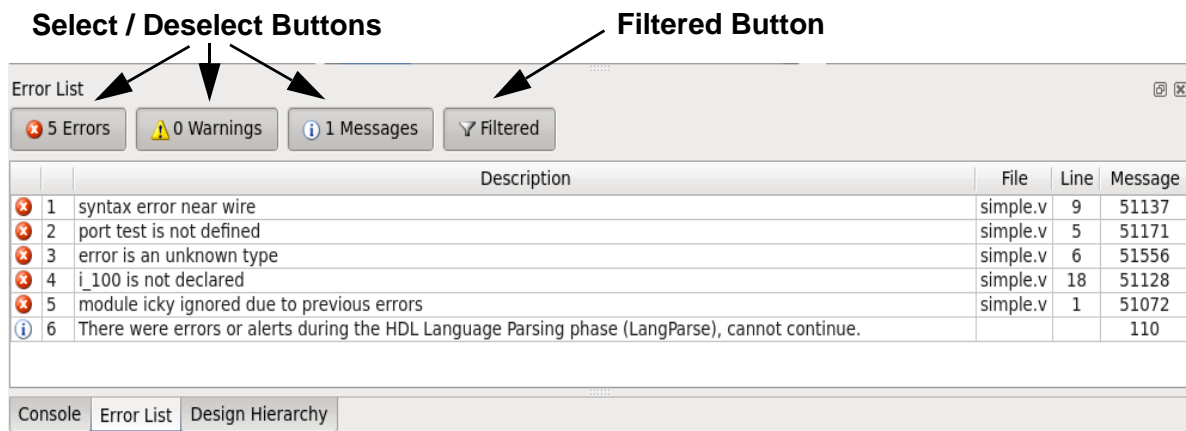 Select / Deselect Buttons Filtered Button
Error List
5 Errors 0 Warnings 1 Messages Filtered
Description File Line Message
1 syntax error near wire simple.v 9 51137
2 port test is not defined simple.v 5 51171
3 error is an unknown type simple.v 6 51556
4 i_100 is not declared simple.v 18 51128
5 module icky ignored due to previous errors simple.v 1 51072
6 There were errors or alerts during the HDL Language Parsing phase (LangParse), cannot continue. 110
Console Error List Design Hierarchy